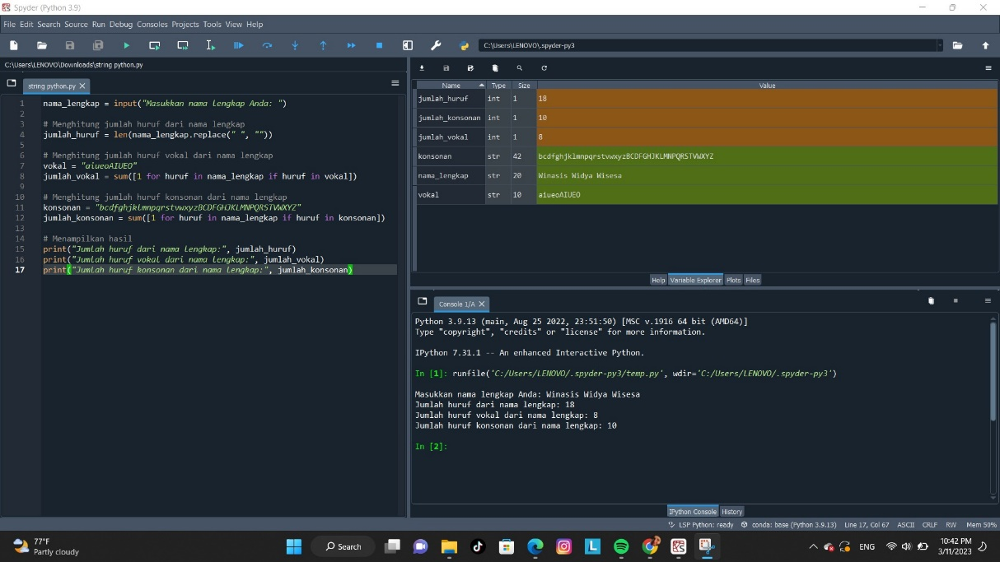 Spyder (Python 3.9)
File Edit Search Source Run Debug Consoles Projects Tools View Help
C:\Users\LENOVO\.spyder-py3
C:\Users\LENOVO\Downloads\string python.py
string python.py
1 nama_lengkap = input("Masukkan nama lengkap Anda: ")
2
3 # Menghitung jumlah huruf dari nama lengkap
4 jumlah_huruf = len(nama_lengkap.replace(" ", ""))
5
6 # Menghitung jumlah huruf vokal dari nama lengkap
7 vokal = "aiueoAIUEO"
8 jumlah_vokal = sum([1 for huruf in nama_lengkap if huruf in vokal])
9
10 # Menghitung jumlah huruf konsonan dari nama lengkap
11 konsonan = "bcdfghjklmnpqrstvwxyzBCDFGHJKLMNPQRSTVWXYZ"
12 jumlah_konsonan = sum([1 for huruf in nama_lengkap if huruf in konsonan])
13
14 # Menampilkan hasil
15 print("Jumlah huruf dari nama lengkap:", jumlah_huruf)
16 print("Jumlah huruf vokal dari nama lengkap:", jumlah_vokal)
17 print("Jumlah huruf konsonan dari nama lengkap:", jumlah_konsonan)
Name Type Size Value
jumlah_huruf int 1 18
jumlah_konsonan int 1 10
jumlah_vokal int 1 8
konsonan str 42 bcdfghjklmnpqrstvwxyzBCDFGHJKLMNPQRSTVWXYZ
nama_lengkap str 20 Winasis Widya Wisesa
vokal str 10 aiueoAIUEO
Help Variable Explorer Plots Files
Console 1/A
Python 3.9.13 (main, Aug 25 2022, 23:51:50) [MSC v.1916 64 bit (AMD64)]
Type "copyright", "credits" or "license" for more information.
IPython 7.31.1 -- An enhanced Interactive Python.
In [1]: runfile('C:/Users/LENOVO/.spyder-py3/temp.py', wdir='C:/Users/LENOVO/.spyder-py3')
Masukkan nama lengkap Anda: Winasis Widya Wisesa
Jumlah huruf dari nama lengkap: 18
Jumlah huruf vokal dari nama lengkap: 8
Jumlah huruf konsonan dari nama lengkap: 10
In [2]:
IPython Console History
LSP Python: ready conda: base (Python 3.9.13) Line 17, Col 67 ASCII CRLF RW Mem 50%
77°F
Partly cloudy
Search
L
ENG
10:42 PM
3/11/2023